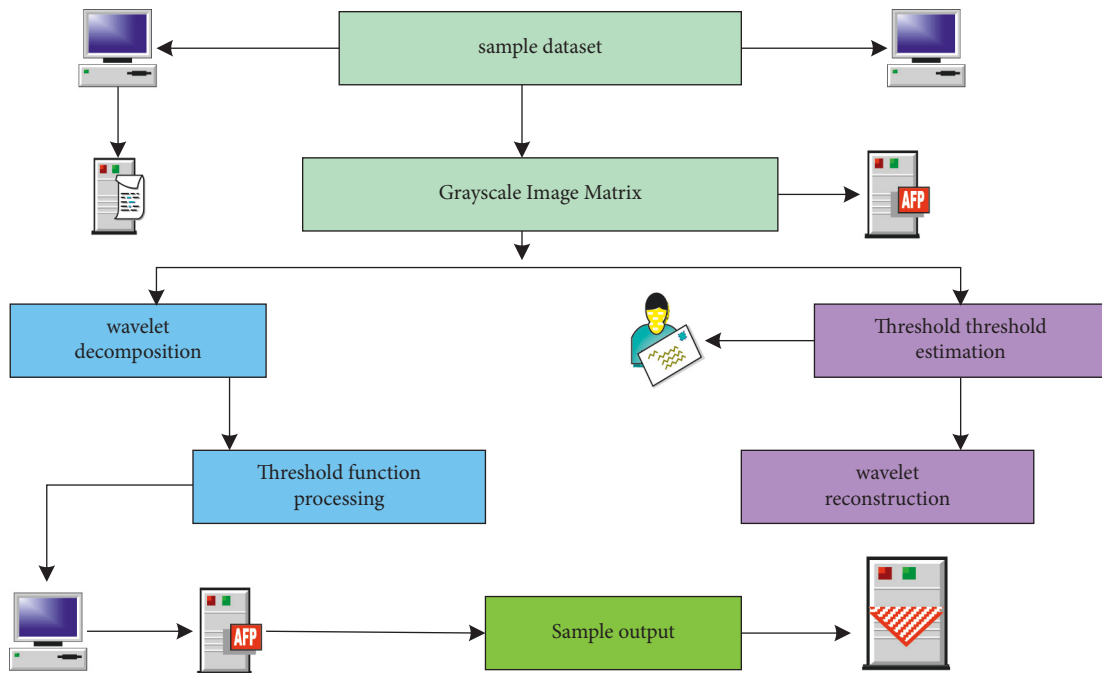 sample dataset
Grayscale Image Matrix
AFP
wavelet
decomposition
Threshold threshold
estimation
Threshold function
processing
wavelet
reconstruction
AFP
Sample output